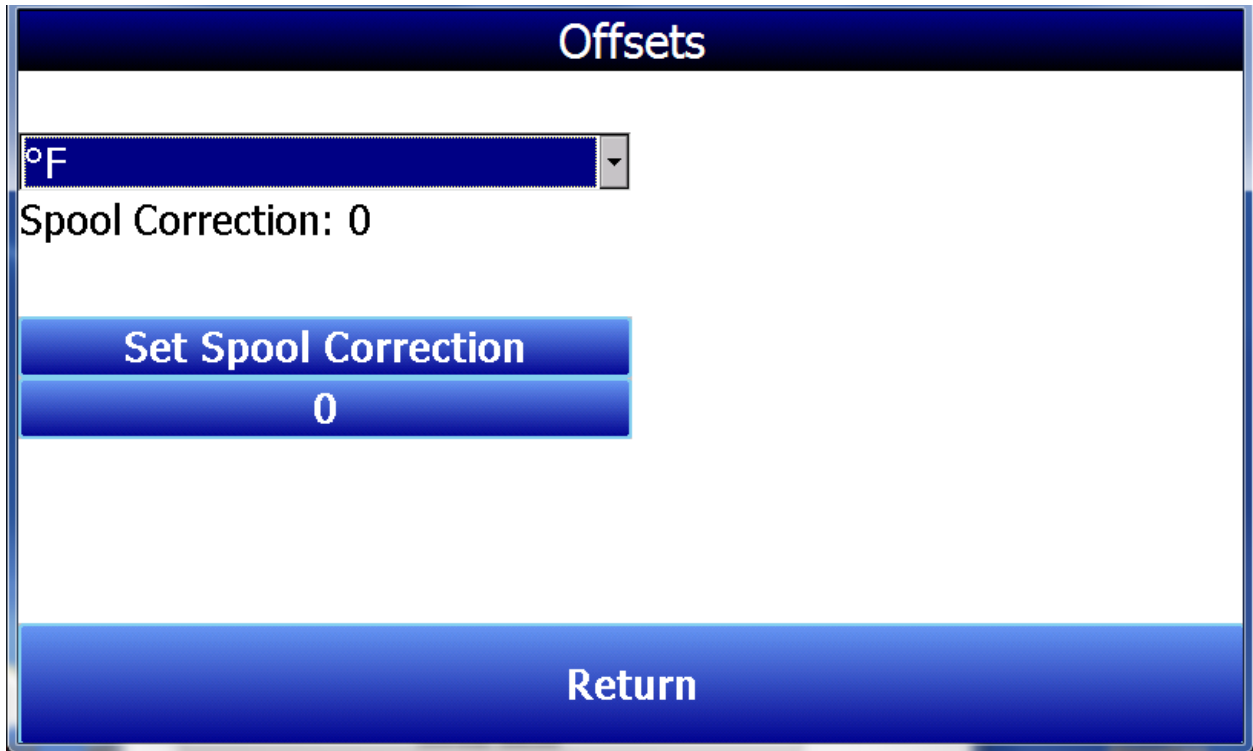 Offsets
°F
Spool Correction: 0
Set Spool Correction
0
Return